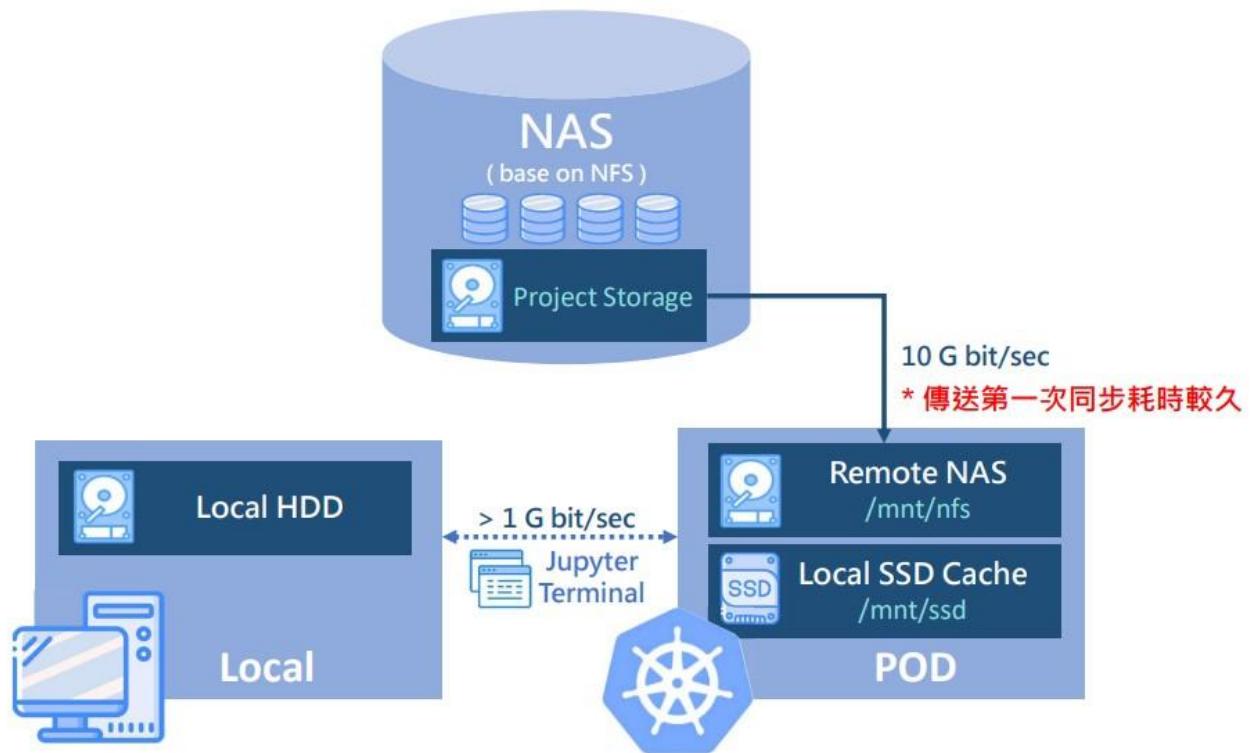 NAS
( base on NFS )
Project Storage
10 G bit/sec
* 傳送第一次同步耗時較久
Local HDD
> 1 G bit/sec
Jupyter
Terminal
Local
Remote NAS
/mnt/nfs
SSD
Local SSD Cache
/mnt/ssd
POD